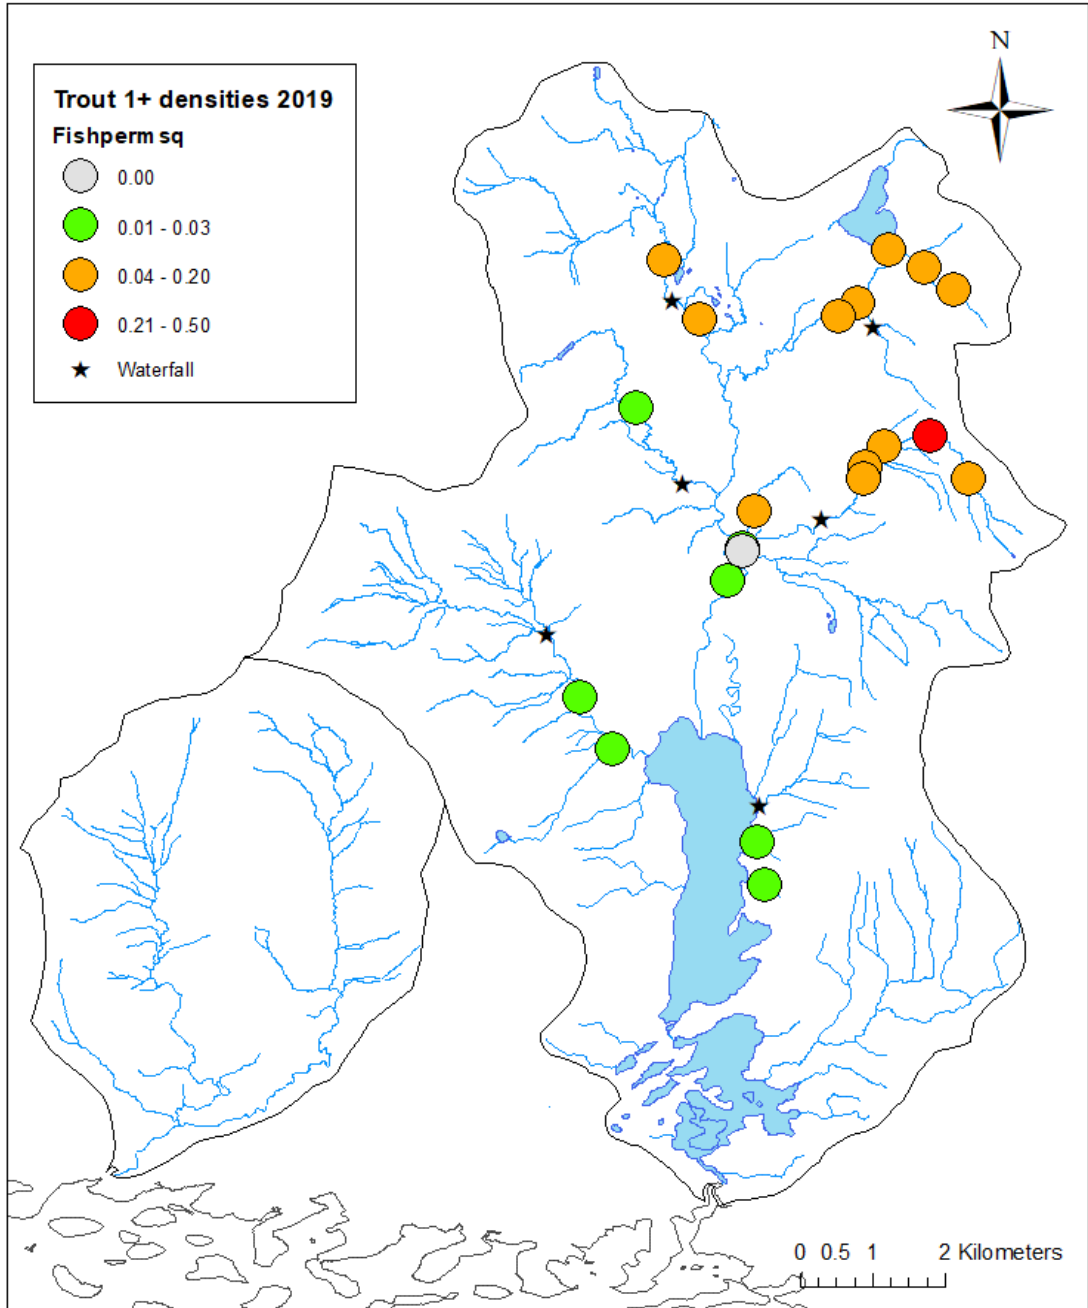 N
Trout 1+ densities 2019
Fishperm sq
0.00
0.01 - 0.03
0.04 - 0.20
0.21 - 0.50
Waterfall
0 0.5 1 2 Kilometers